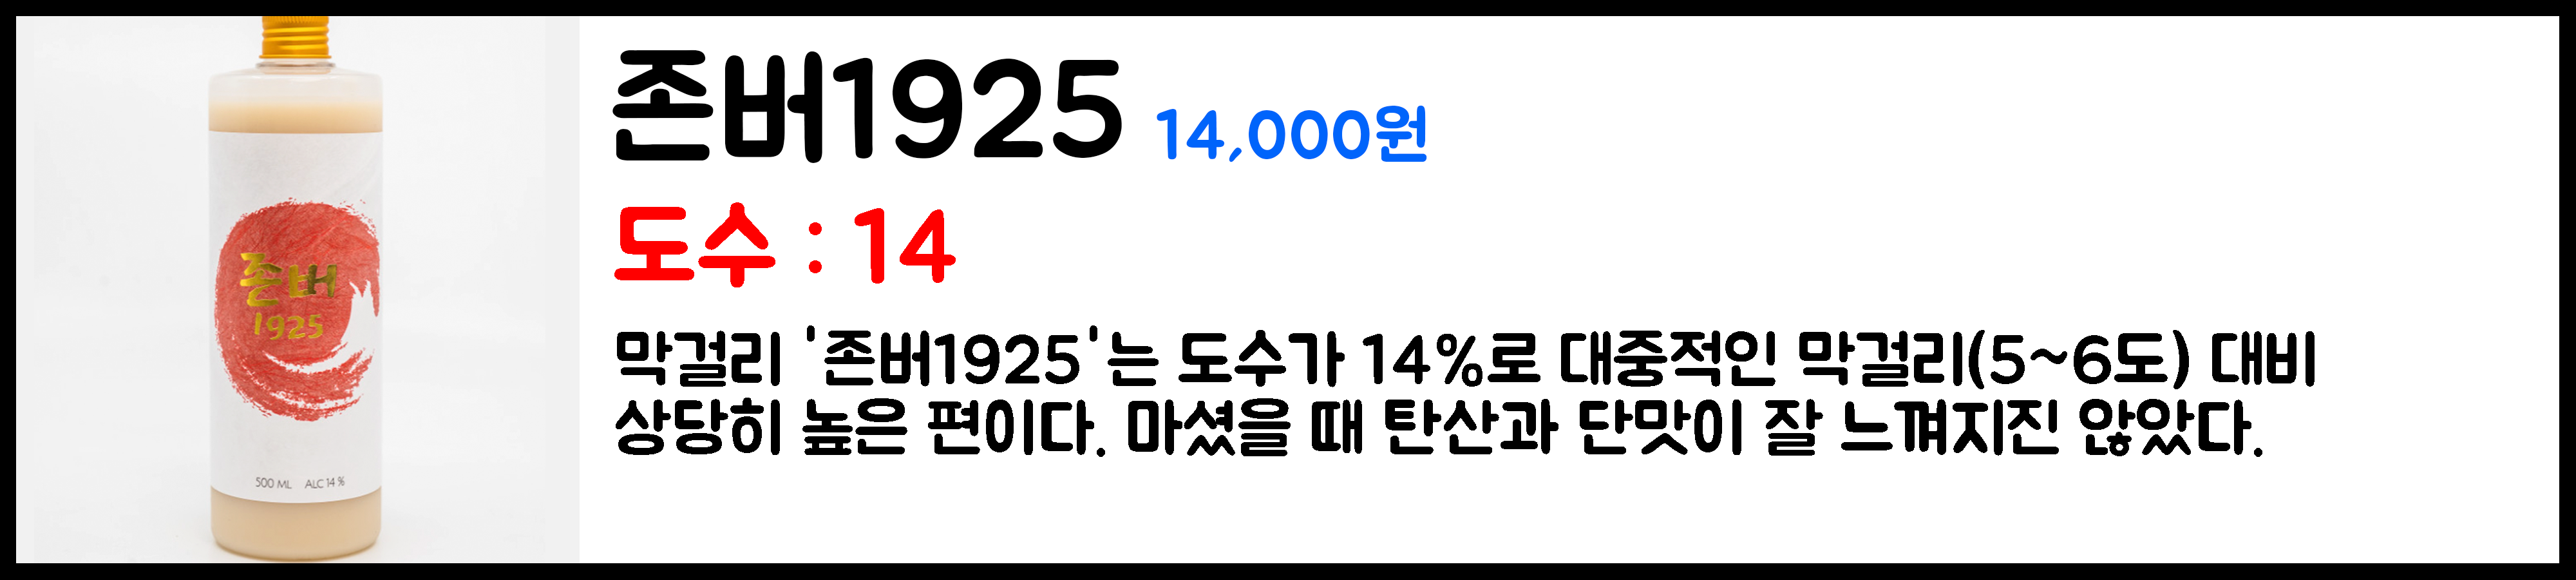 존버1925 14,000원
도수 : 14
막걸리 '존버1925'는 도수가 14%로 대중적인 막걸리(5~6도) 대비
상당히 높은 편이다. 마셨을 때 탄산과 단맛이 잘 느껴지진 않았다.
존버
1925
500 ML ALC 14 %